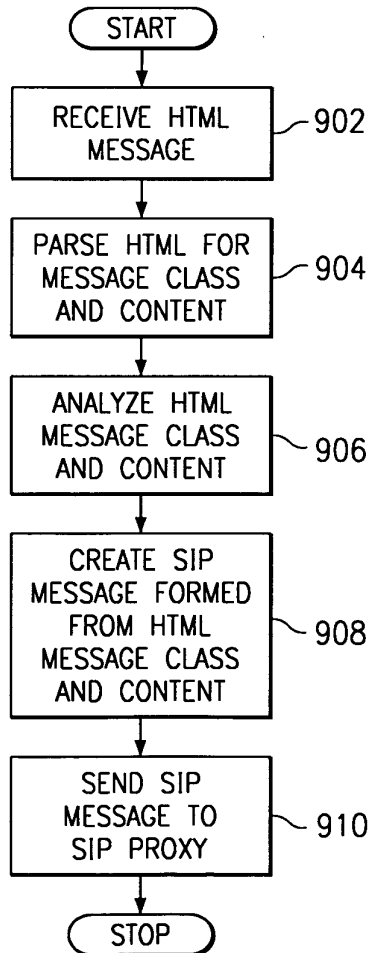 START
RECEIVE HTML
MESSAGE
902
PARSE HTML FOR
MESSAGE CLASS
AND CONTENT
904
ANALYZE HTML
MESSAGE CLASS
AND CONTENT
906
CREATE SIP
MESSAGE FORMED
FROM HTML
MESSAGE CLASS
AND CONTENT
908
SEND SIP
MESSAGE TO
SIP PROXY
910
STOP